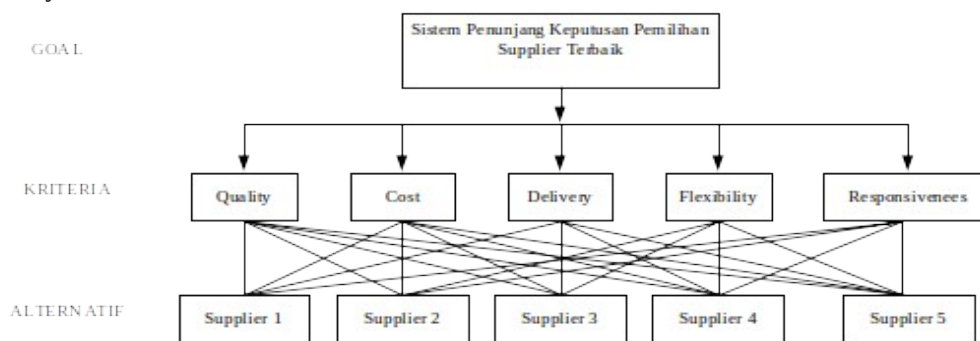 GOAL
Sistem Penunjang Keputusan Pemilihan
Supplier Terbaik
KRITERIA
Quality
Cost
Delivery
Flexibility
Responsivenees
ALTERNATIF
Supplier 1
Supplier 2
Supplier 3
Supplier 4
Supplier 5